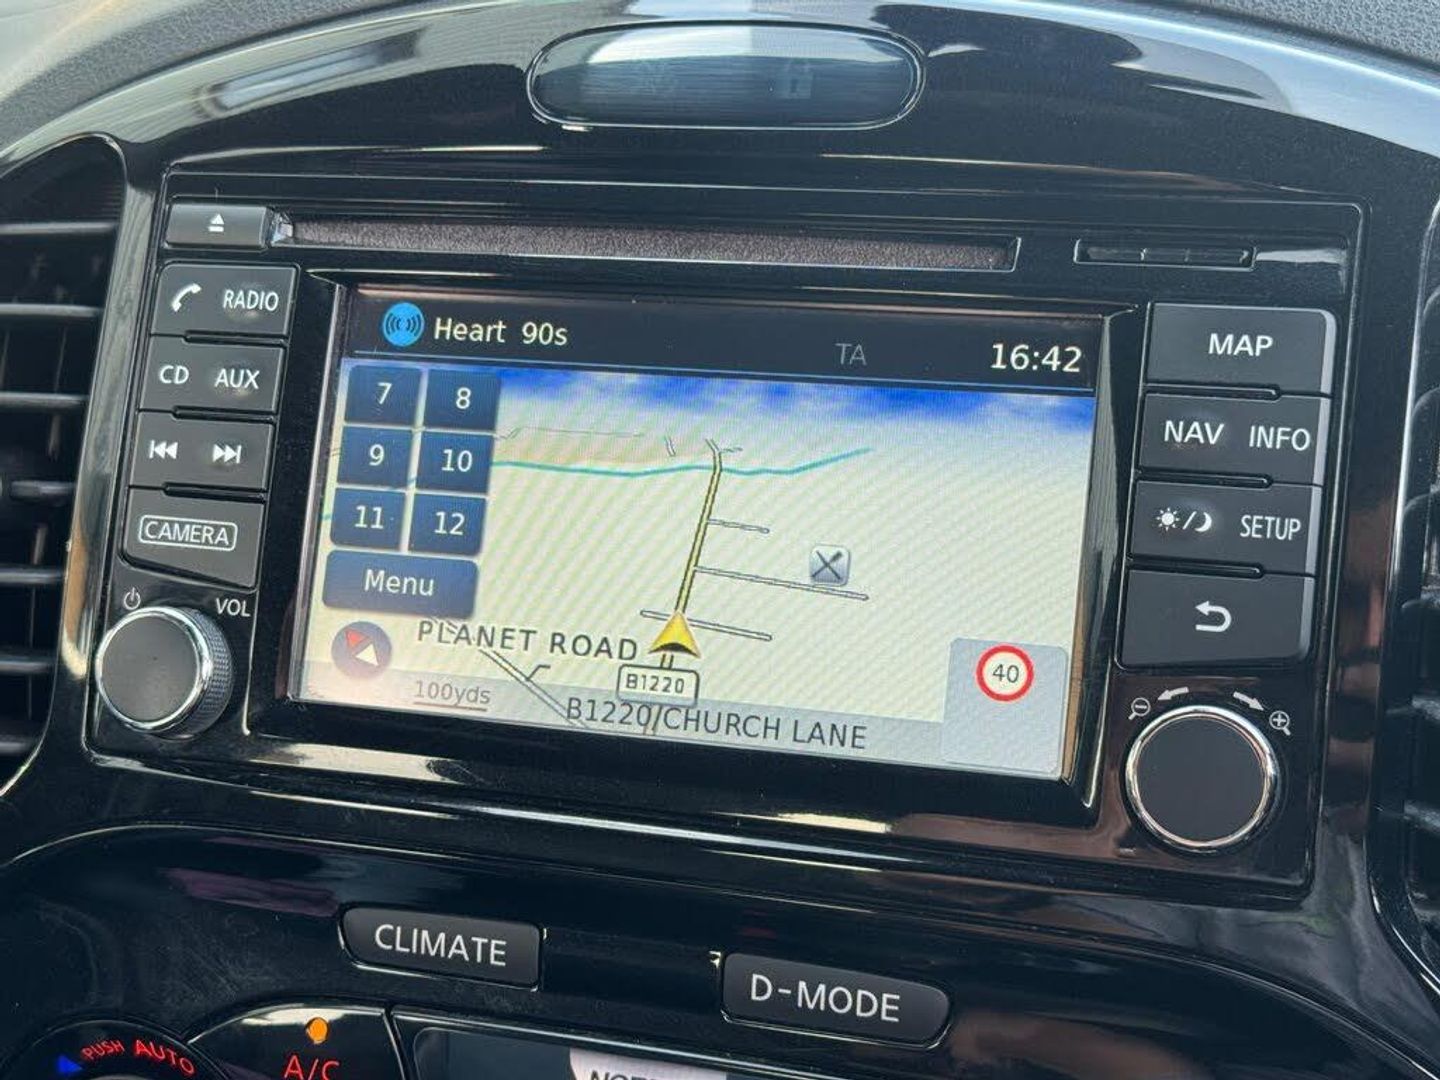 RADIO
CD AUX
CAMERA
VOL
Heart 90s
TA
16:42
7 8
9 10
11 12
Menu
PLANET ROAD
B1220
100yds
B1220/CHURCH LANE
40
MAP
NAV INFO
SETUP
CLIMATE
D-MODE
PUSH AUTO
A/C